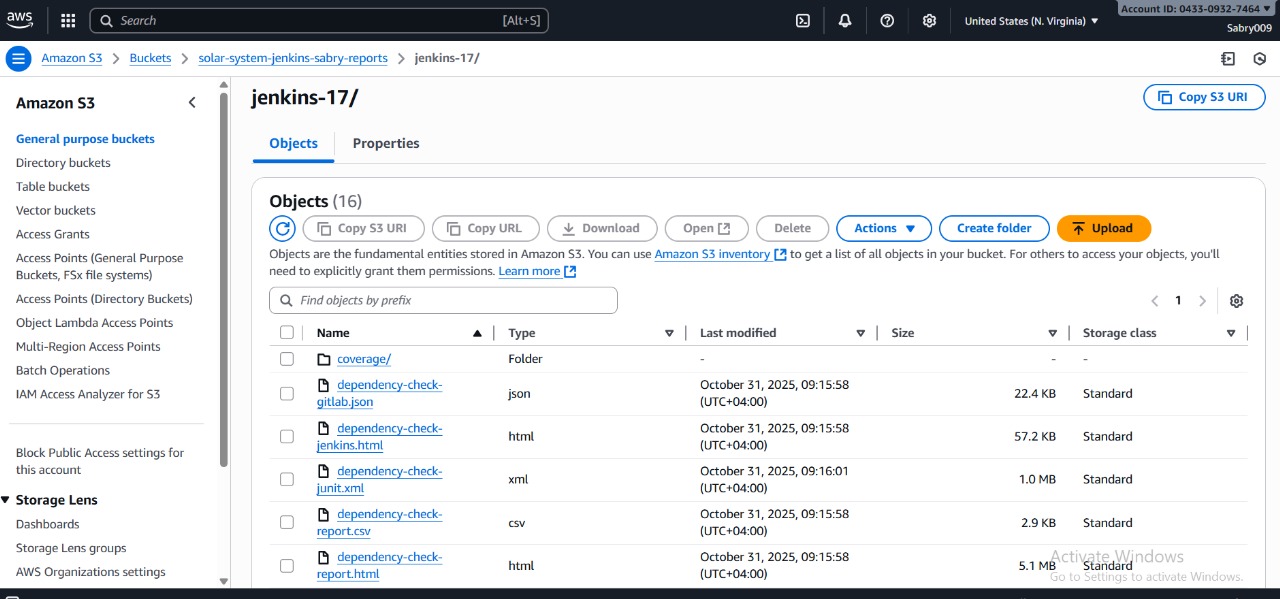 aws
Search [Alt+S]
United States (N. Virginia)
Account ID: 0433-0932-7464
Sabry009
Amazon S3 > Buckets > solar-system-jenkins-sabry-reports > jenkins-17/
Amazon S3
General purpose buckets
Directory buckets
Table buckets
Vector buckets
Access Grants
Access Points (General Purpose
Buckets, FSx file systems)
Access Points (Directory Buckets)
Object Lambda Access Points
Multi-Region Access Points
Batch Operations
IAM Access Analyzer for S3
Block Public Access settings for
this account
Storage Lens
Dashboards
Storage Lens groups
AWS Organizations settings
jenkins-17/
Copy S3 URI
Objects Properties
Objects (16)
Copy S3 URI Copy URL Download Open Delete Actions Create folder Upload
Objects are the fundamental entities stored in Amazon S3. You can use Amazon S3 inventory to get a list of all objects in your bucket. For others to access your objects, you'll
need to explicitly grant them permissions. Learn more
Find objects by prefix
1
Name Type Last modified Size Storage class
coverage/ Folder - - -
dependency-check-
gitlab.json
json
October 31, 2025, 09:15:58
(UTC+04:00)
22.4 KB Standard
dependency-check-
jenkins.html
html
October 31, 2025, 09:15:58
(UTC+04:00)
57.2 KB Standard
dependency-check-
junit.xml
xml
October 31, 2025, 09:16:01
(UTC+04:00)
1.0 MB Standard
dependency-check-
report.csv
csv
October 31, 2025, 09:15:58
(UTC+04:00)
2.9 KB Standard
dependency-check-
report.html
html
October 31, 2025, 09:15:58
(UTC+04:00)
5.1 MB Standard
Activate Windows
Go to Settings to activate Windows.